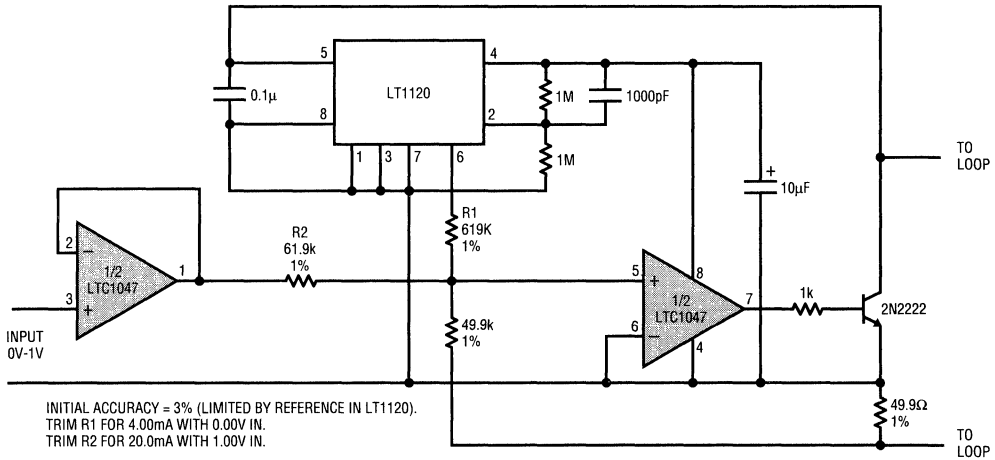 5
4
LT1120
0.1µ
1M
1000pF
8
2
1
3
7
6
1M
TO
LOOP
+
10µF
R1
619K
1%
R2
61.9k
1%
2
–
1/2
LTC1047
1
3
+
INPUT
0V-1V
5
+
8
1/2
LTC1047
7
1k
2N2222
6
–
4
49.9k
1%
INITIAL ACCURACY = 3% (LIMITED BY REFERENCE IN LT1120).
TRIM R1 FOR 4.00mA WITH 0.00V IN.
TRIM R2 FOR 20.0mA WITH 1.00V IN.
49.9Ω
1%
TO
LOOP